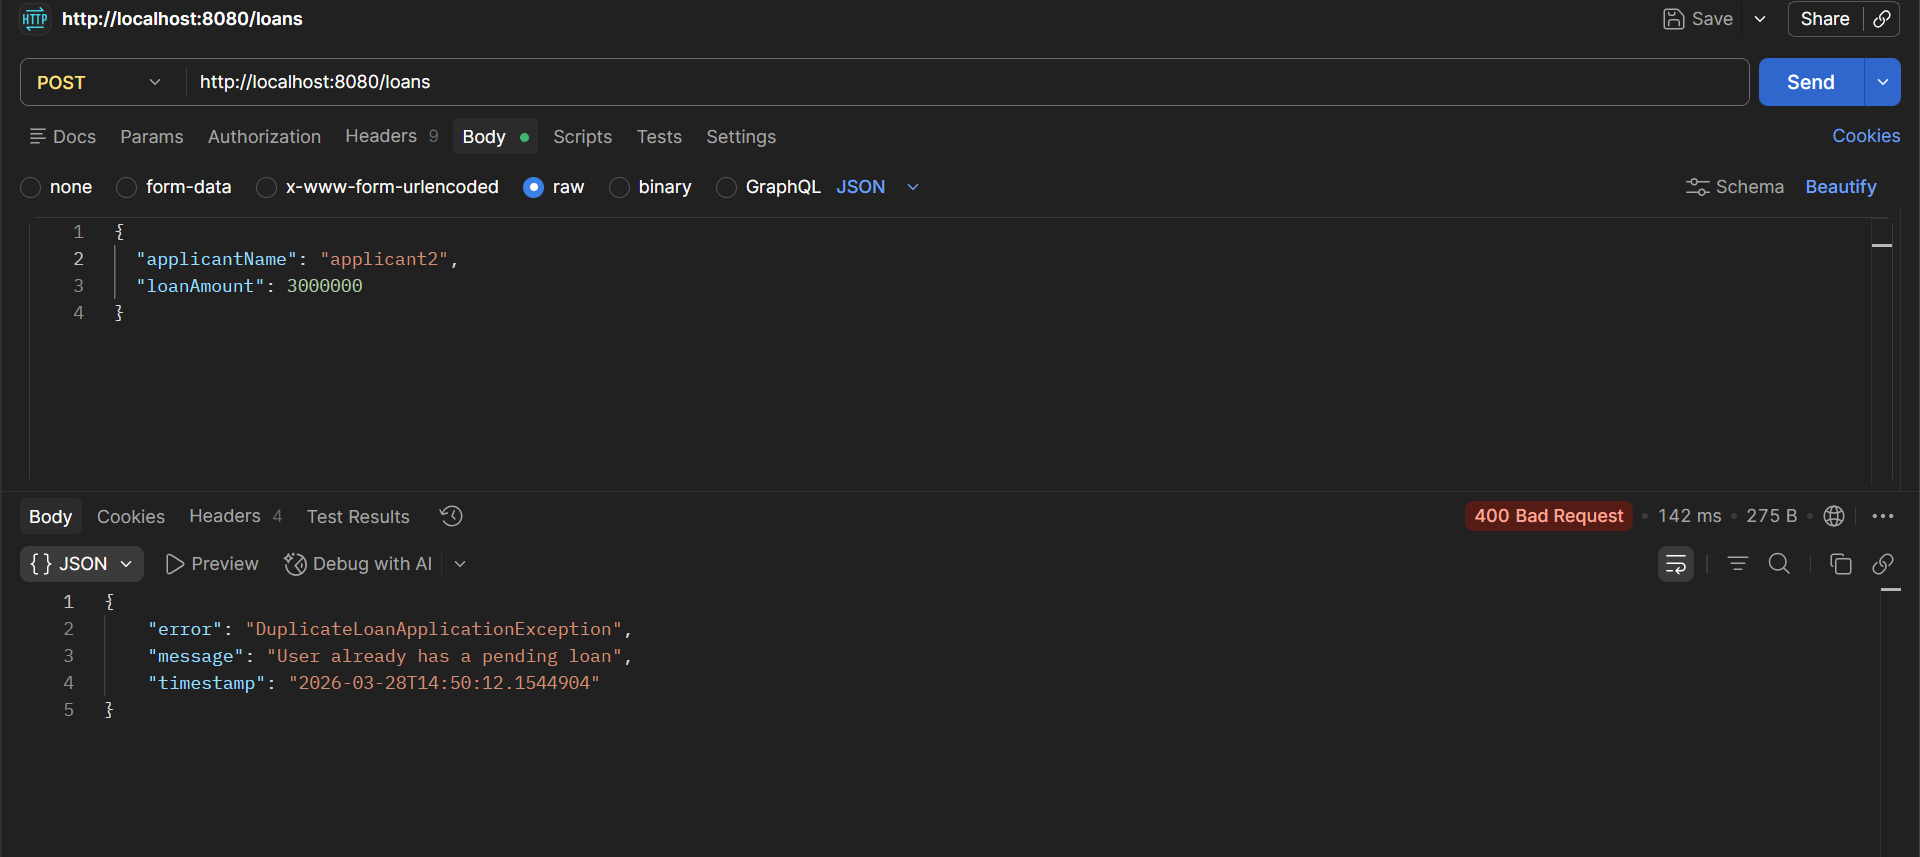 HTTP http://localhost:8080/loans Save Share
POST http://localhost:8080/loans Send
Docs Params Authorization Headers 9 Body Scripts Tests Settings Cookies
none form-data x-www-form-urlencoded raw binary GraphQL JSON Schema Beautify
1 {
2 "applicantName": "applicant2",
3 "loanAmount": 3000000
4 }
Body Cookies Headers 4 Test Results 400 Bad Request • 142 ms • 275 B •
{} JSON Preview Debug with AI
1 {
2 "error": "DuplicateLoanApplicationException",
3 "message": "User already has a pending loan",
4 "timestamp": "2026-03-28T14:50:12.1544904"
5 }